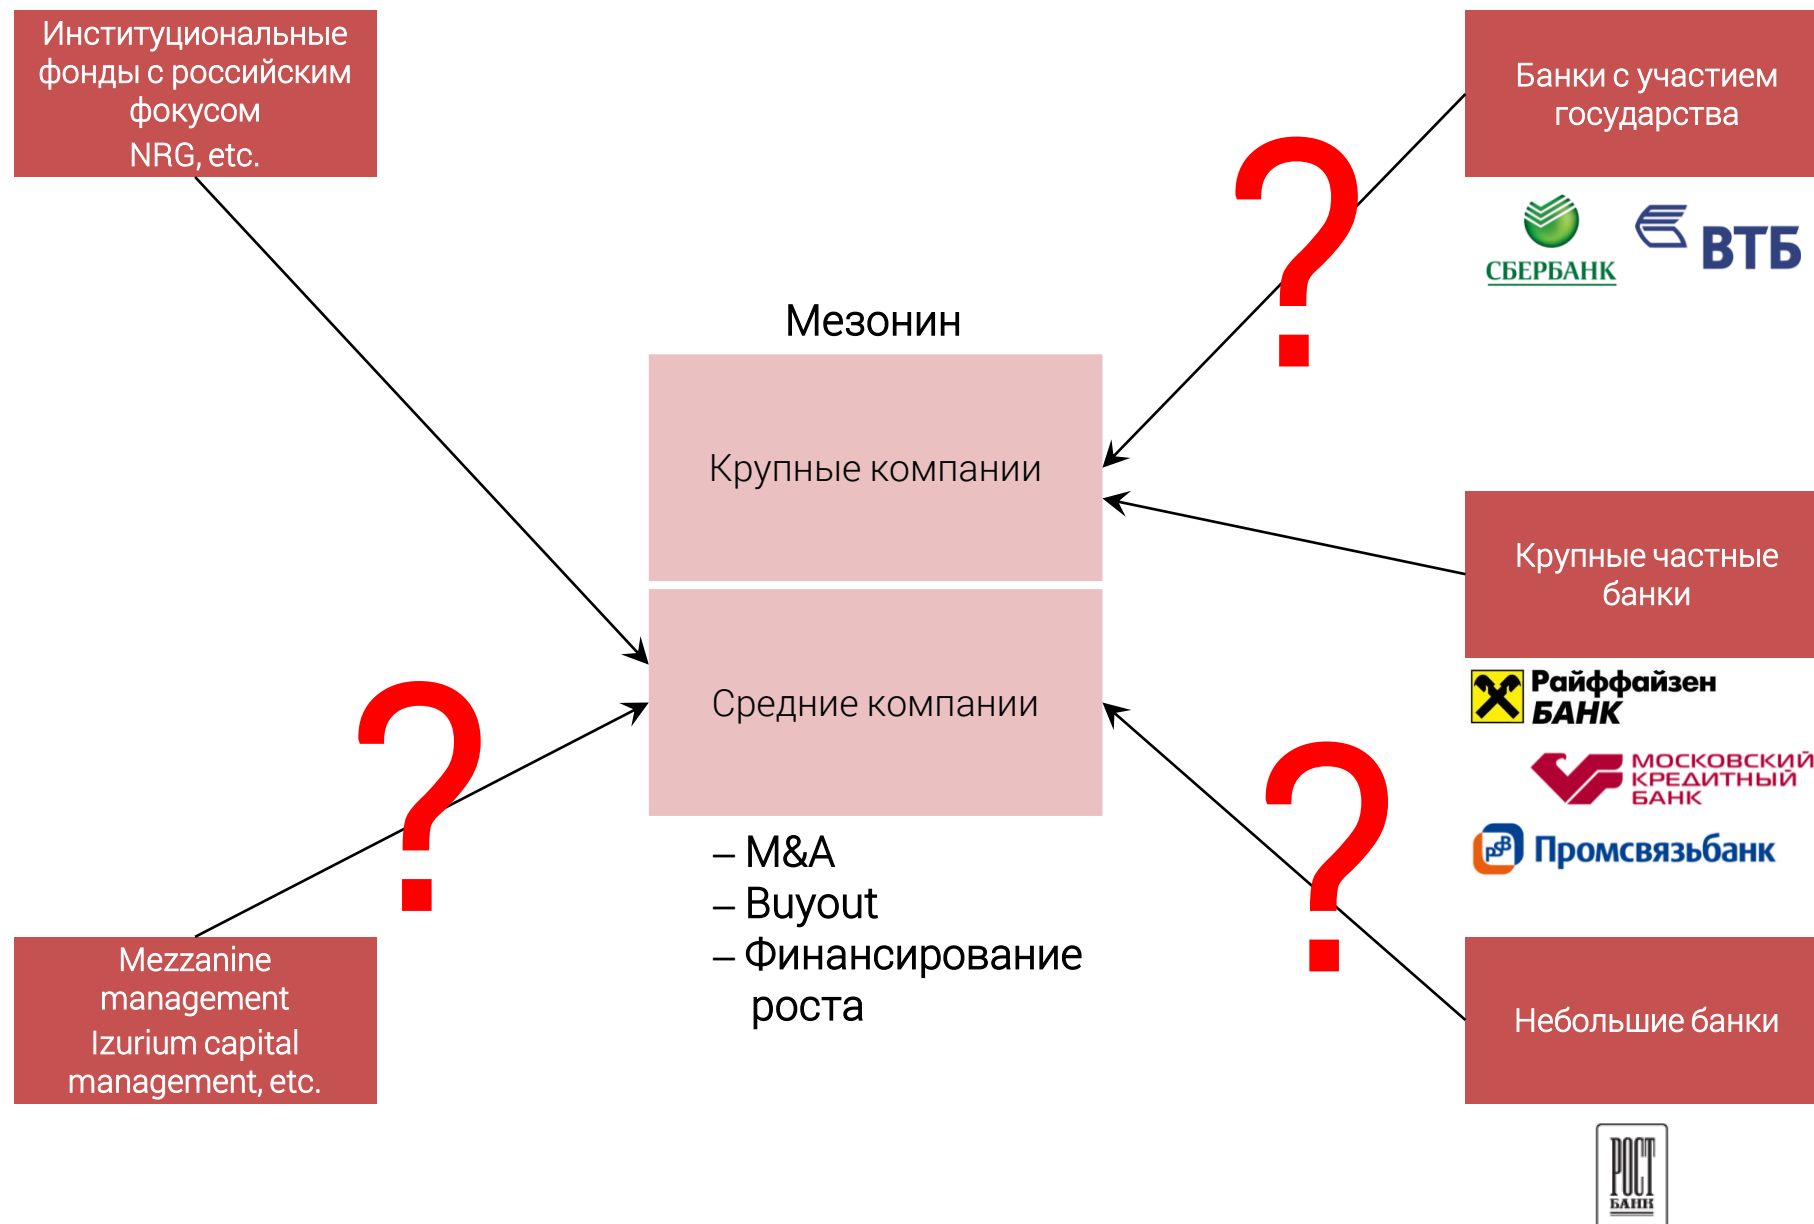 Институциональные
фонды с российским
фокусом
NRG, etc.
Банки с участием
государства
СБЕРБАНК
ВТБ
?
Мезонин
Крупные компании
Крупные частные
банки
Райффайзен
БАНК
МОСКОВСКИЙ
КРЕДИТНЫЙ
БАНК
PSB Промсвязьбанк
Средние компании
?
?
– M&A
– Buyout
– Финансирование
роста
Mezzanine
management
Izurium capital
management, etc.
Небольшие банки
РОСТ
БАНК